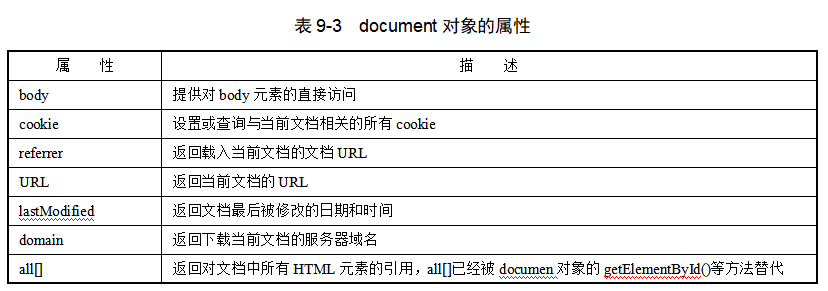 表 9-3 document 对象的属性
属 性 描 述
body 提供对 body 元素的直接访问
cookie 设置或查询与当前文档相关的所有 cookie
referrer 返回载入当前文档的文档 URL
URL 返回当前文档的 URL
lastModified 返回文档最后被修改的日期和时间
domain 返回下载当前文档的服务器域名
all[] 返回对文档中所有 HTML 元素的引用，all[]已经被 documen 对象的 getElementById()等方法替代